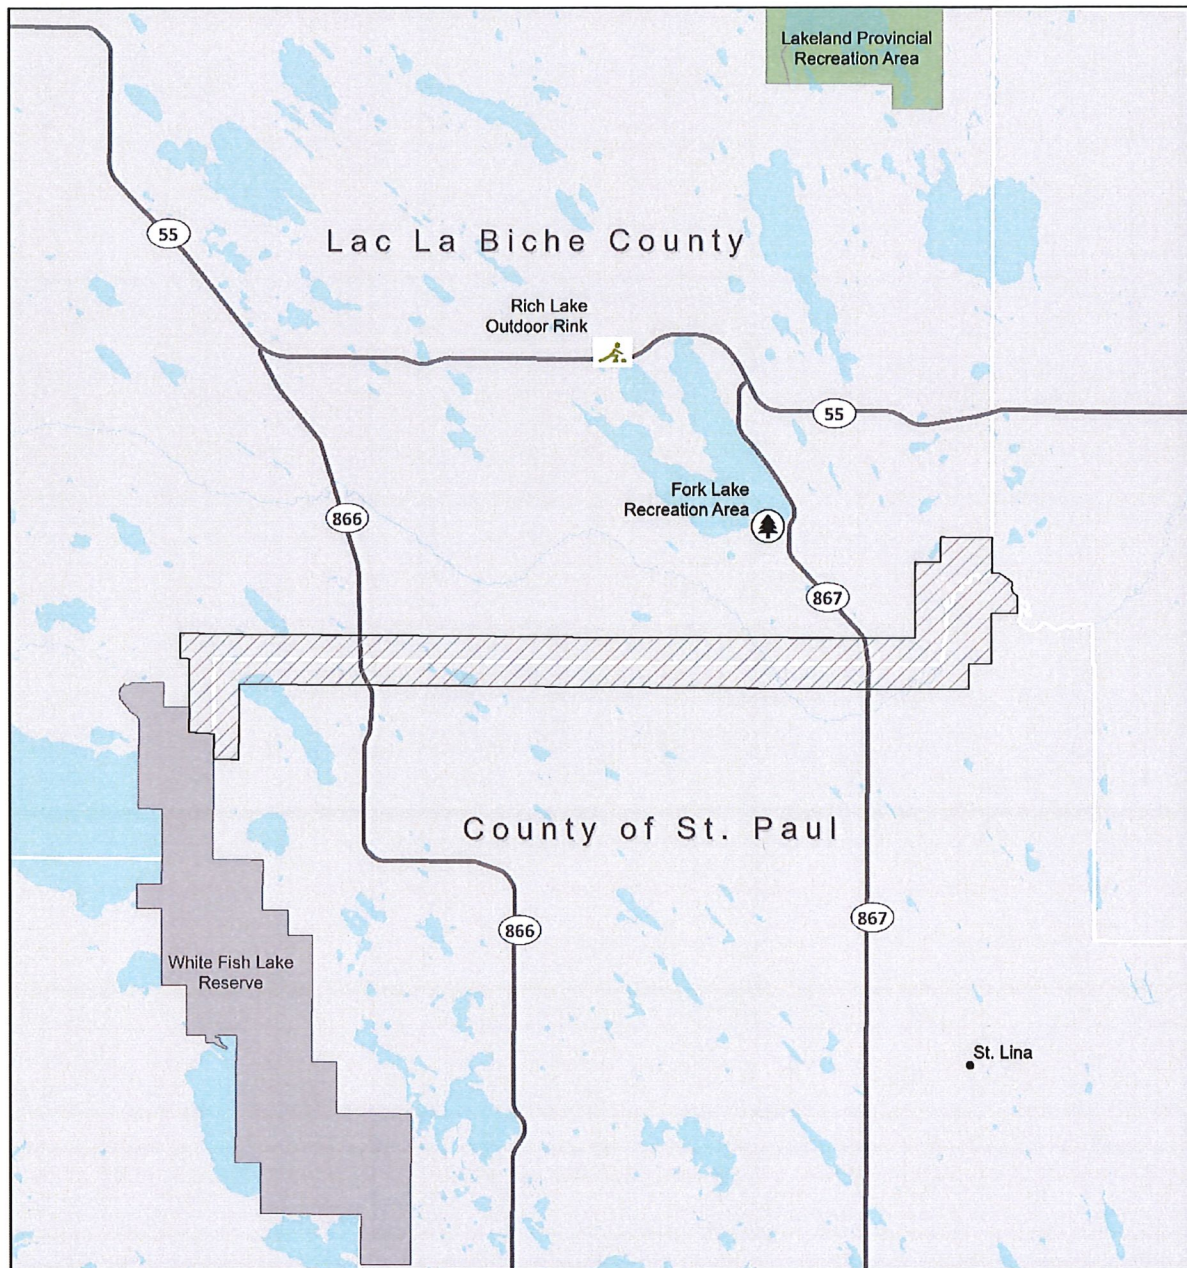 Lakeland Provincial
Recreation Area
55
Lac La Biche County
Rich Lake
Outdoor Rink
55
Fork Lake
Recreation Area
866
867
County of St. Paul
867
866
White Fish Lake
Reserve
St. Lina